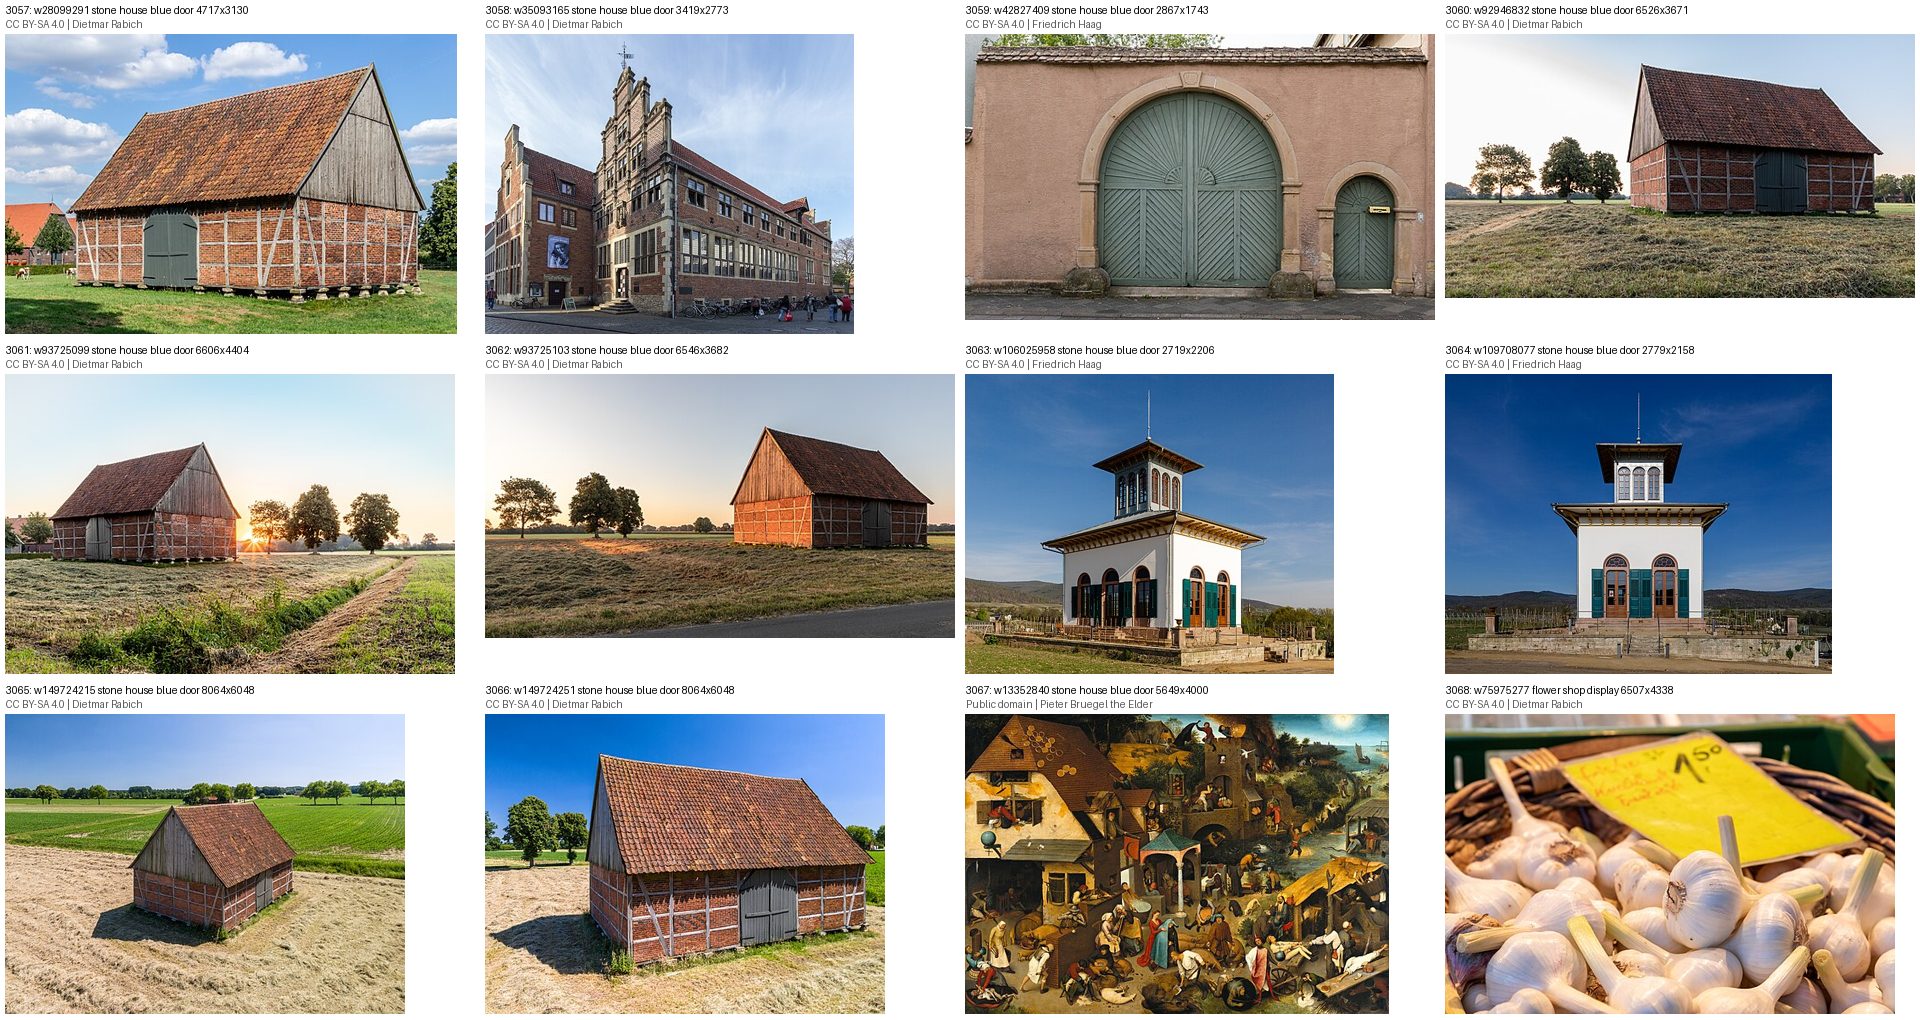 3057: w28099291 stone house blue door 4717x3130
CC BY-SA 4.0 | Dietmar Rabich
3058: w35093165 stone house blue door 3419x2773
CC BY-SA 4.0 | Dietmar Rabich
3059: w42827409 stone house blue door 2867x1743
CC BY-SA 4.0 | Friedrich Haag
3060: w92946832 stone house blue door 6526x3671
CC BY-SA 4.0 | Dietmar Rabich
3061: w93725099 stone house blue door 6606x4404
CC BY-SA 4.0 | Dietmar Rabich
3062: w93725103 stone house blue door 6546x3682
CC BY-SA 4.0 | Dietmar Rabich
3063: w106025958 stone house blue door 2719x2206
CC BY-SA 4.0 | Friedrich Haag
3064: w109708077 stone house blue door 2779x2158
CC BY-SA 4.0 | Friedrich Haag
3065: w149724215 stone house blue door 8064x6048
CC BY-SA 4.0 | Dietmar Rabich
3066: w149724251 stone house blue door 8064x6048
CC BY-SA 4.0 | Dietmar Rabich
3067: w13352840 stone house blue door 5649x4000
Public domain | Pieter Bruegel the Elder
3068: w75975277 flower shop display 6507x4338
CC BY-SA 4.0 | Dietmar Rabich
1,50